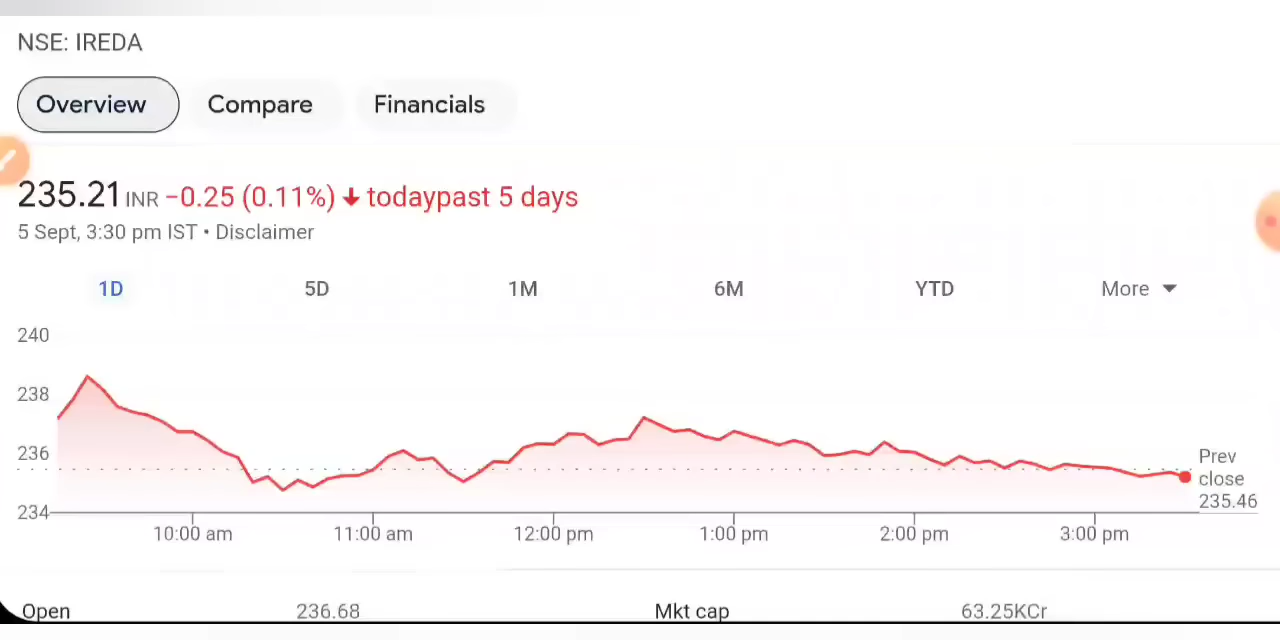 NSE: IREDA
Overview Compare Financials
235.21 INR −0.25 (0.11%) ↓ todaypast 5 days
5 Sept, 3:30 pm IST • Disclaimer
1D 5D 1M 6M YTD More
240
238
236
234
Prev
close
235.46
10:00 am 11:00 am 12:00 pm 1:00 pm 2:00 pm 3:00 pm
Open 236.68 Mkt cap 63.25KCr